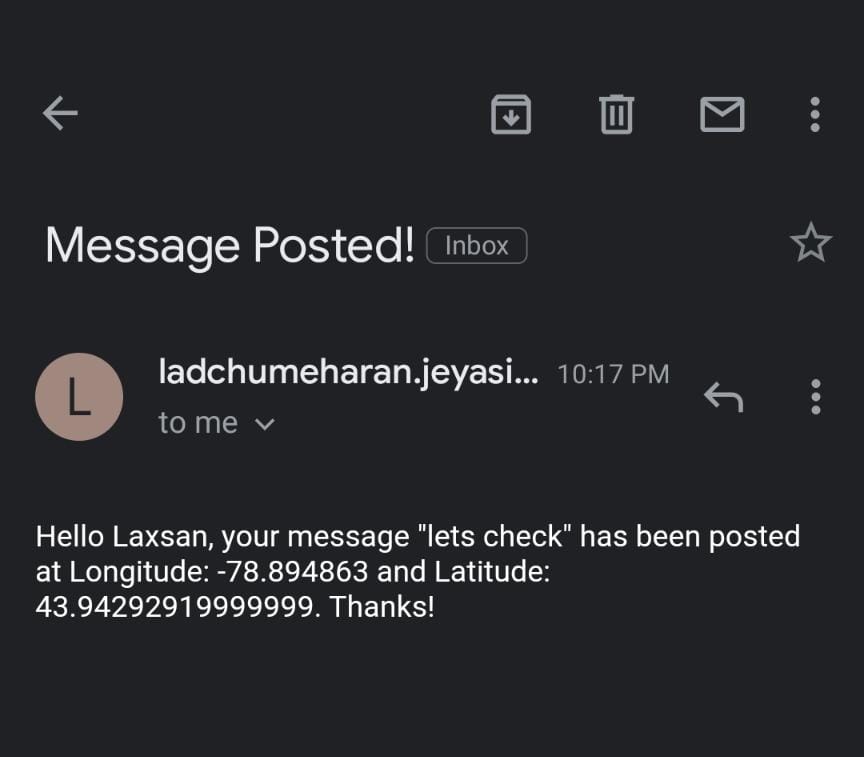 Message Posted! Inbox
L
ladchumeharan.jeyasi... 10:17 PM
to me
Hello Laxsan, your message "lets check" has been posted
at Longitude: -78.894863 and Latitude:
43.94292919999999. Thanks!